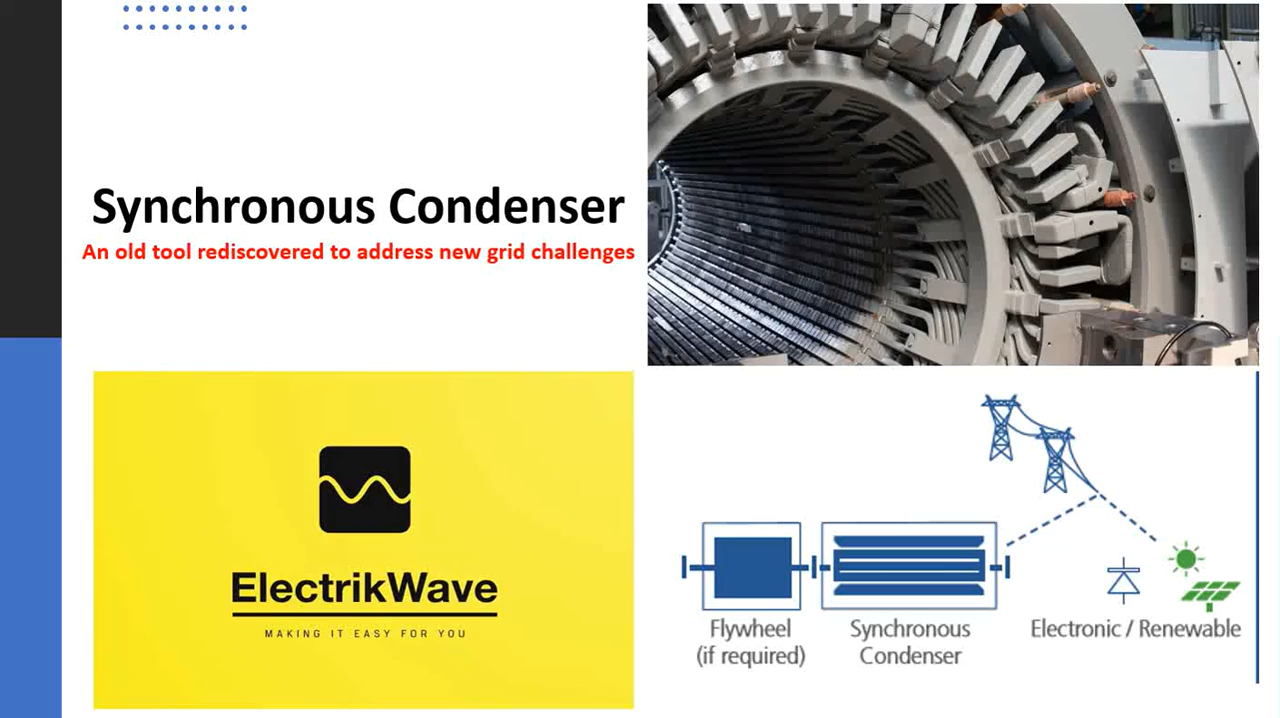 Synchronous Condenser
An old tool rediscovered to address new grid challenges
ElectrikWave
MAKING IT EASY FOR YOU
Flywheel
(if required)
Synchronous
Condenser
Electronic / Renewable